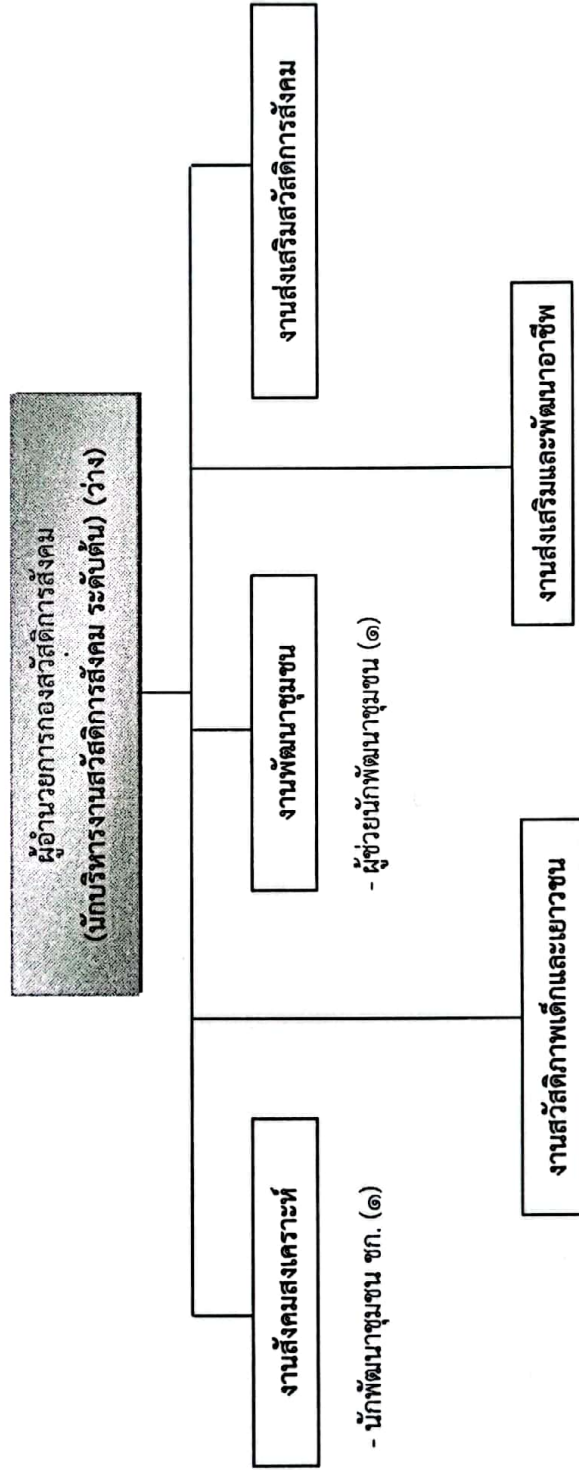 ผู้อำนวยการกองสวัสดิการสังคม
(นักบริหารงานสวัสดิการสังคม ระดับต้น) (ว่าง)
งานสังคมสงเคราะห์
- นักพัฒนาชุมชน ชก. (๑)
งานพัฒนาชุมชน
- ผู้ช่วยนักพัฒนาชุมชน (๑)
งานส่งเสริมสวัสดิการสังคม
งานสวัสดิภาพเด็กและเยาวชน
งานส่งเสริมและพัฒนาอาชีพ